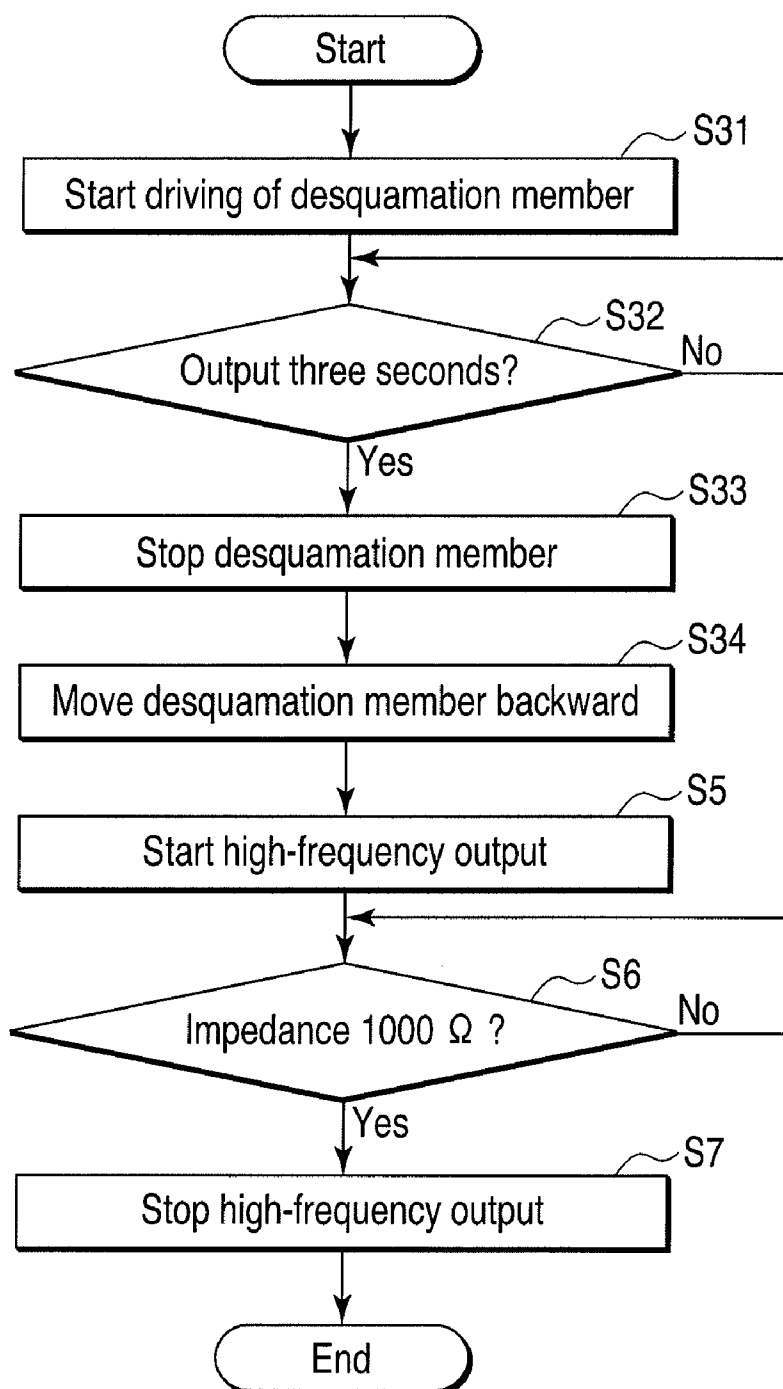 Start
S31
Start driving of desquamation member
S32
Output three seconds?
No
Yes
S33
Stop desquamation member
S34
Move desquamation member backward
S5
Start high-frequency output
S6
Impedance 1000 Ω ?
No
Yes
S7
Stop high-frequency output
End